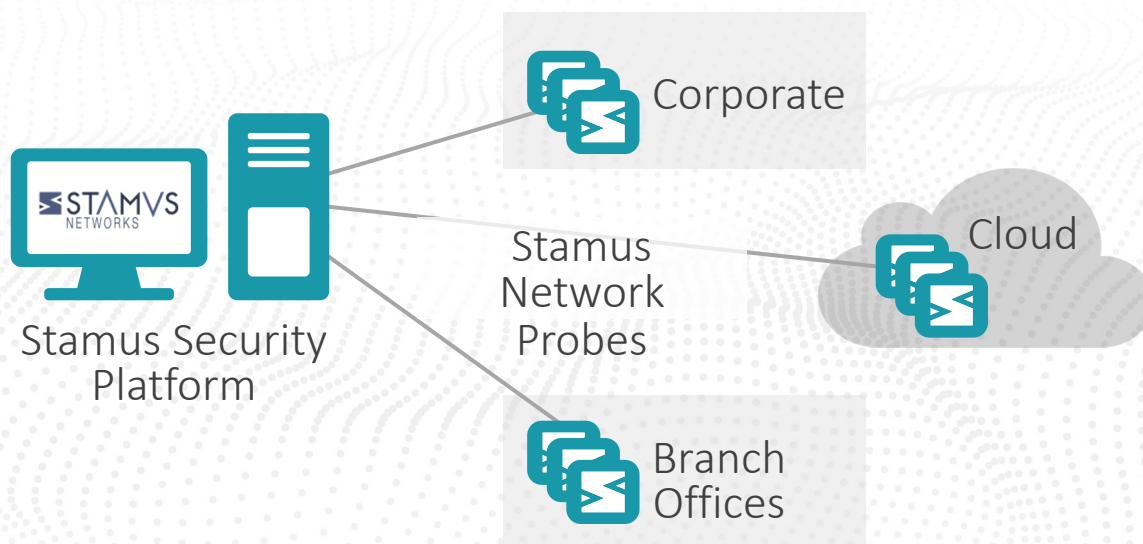 STAMVS
NETWORKS
Stamus Security
Platform
Corporate
Stamus
Network
Probes
Cloud
Branch
Offices